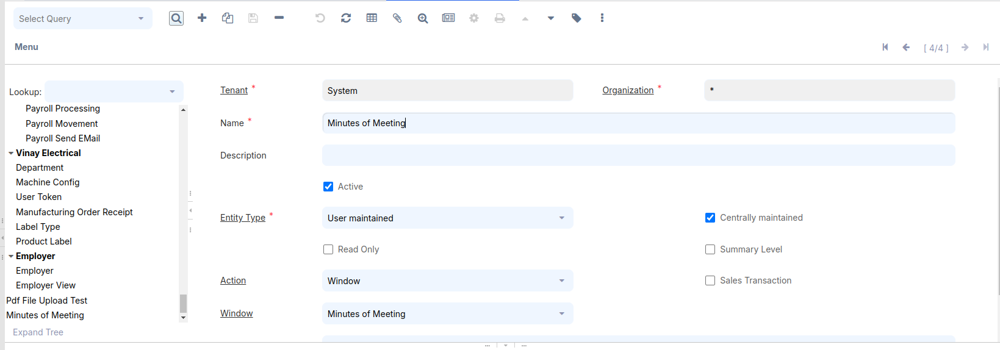 Select Query
Menu
[ 4/4 ]
Lookup:
Payroll Processing
Payroll Movement
Payroll Send EMail
Vinay Electrical
Department
Machine Config
User Token
Manufacturing Order Receipt
Label Type
Product Label
Employer
Employer
Employer View
Pdf File Upload Test
Minutes of Meeting
Expand Tree
Tenant * System Organization * *
Name * Minutes of Meeting
Description
Active
Entity Type * User maintained Centrally maintained
Read Only Summary Level
Action Window Sales Transaction
Window Minutes of Meeting